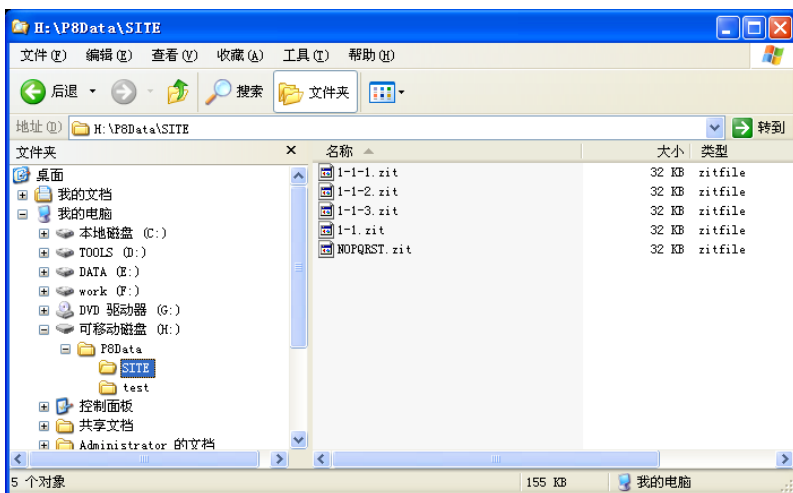 H:\P8Data\SITE
文件(F) 编辑(E) 查看(V) 收藏(A) 工具(T) 帮助(H)
后退 搜索 文件夹
地址(D) H:\P8Data\SITE 转到
文件夹 × 名称 大小 类型
桌面
我的文档
我的电脑
本地磁盘 (C:)
TOOLS (D:)
DATA (E:)
work (F:)
DVD 驱动器 (G:)
可移动磁盘 (H:)
P8Data
SITE
test
控制面板
共享文档
Administrator 的文档
1-1-1.zit 32 KB zitfile
1-1-2.zit 32 KB zitfile
1-1-3.zit 32 KB zitfile
1-1.zit 32 KB zitfile
NOPQRST.zit 32 KB zitfile
5 个对象 155 KB 我的电脑